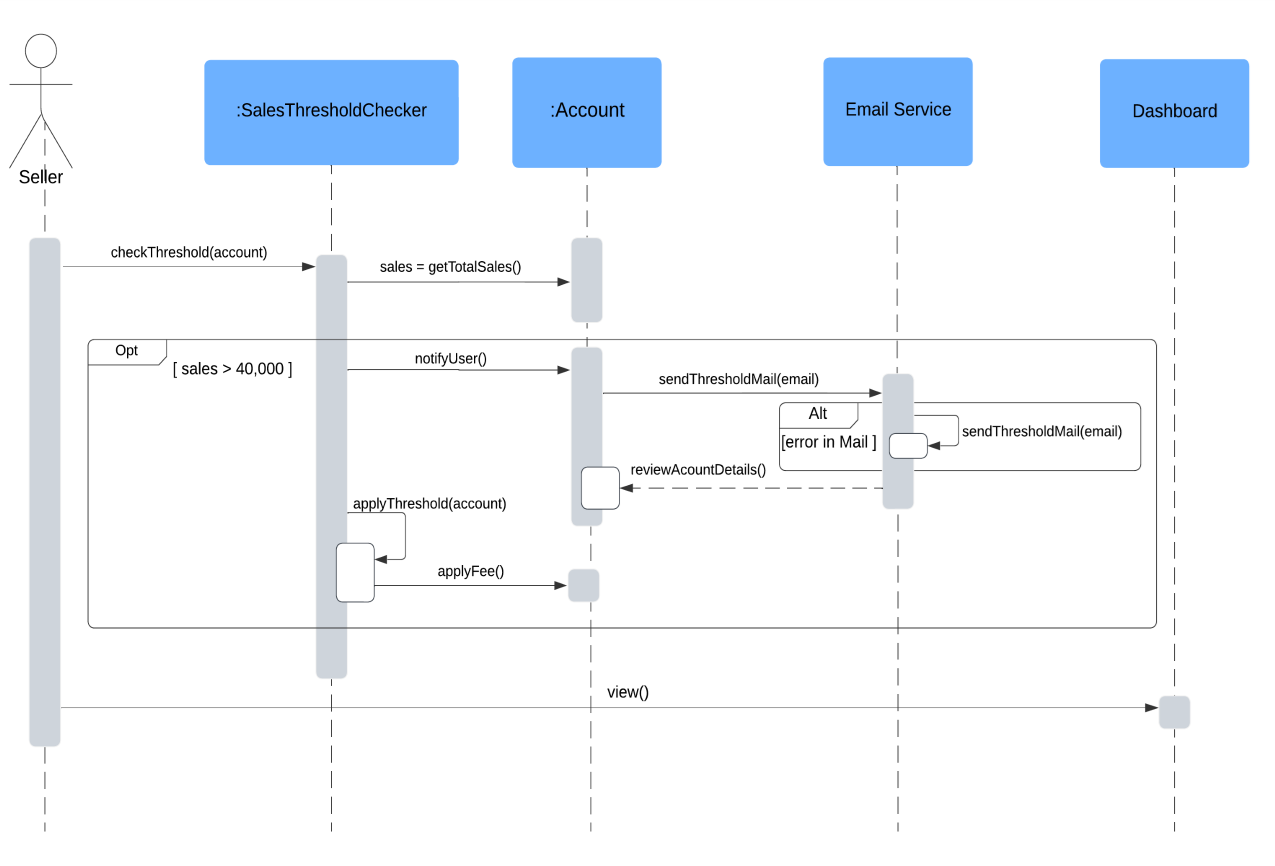 :SalesThresholdChecker
:Account
Email Service
Dashboard
Seller
checkThreshold(account)
sales = getTotalSales()
Opt
[ sales > 40,000 ]
notifyUser()
sendThresholdMail(email)
Alt
[error in Mail ]
sendThresholdMail(email)
reviewAcountDetails()
applyThreshold(account)
applyFee()
view()